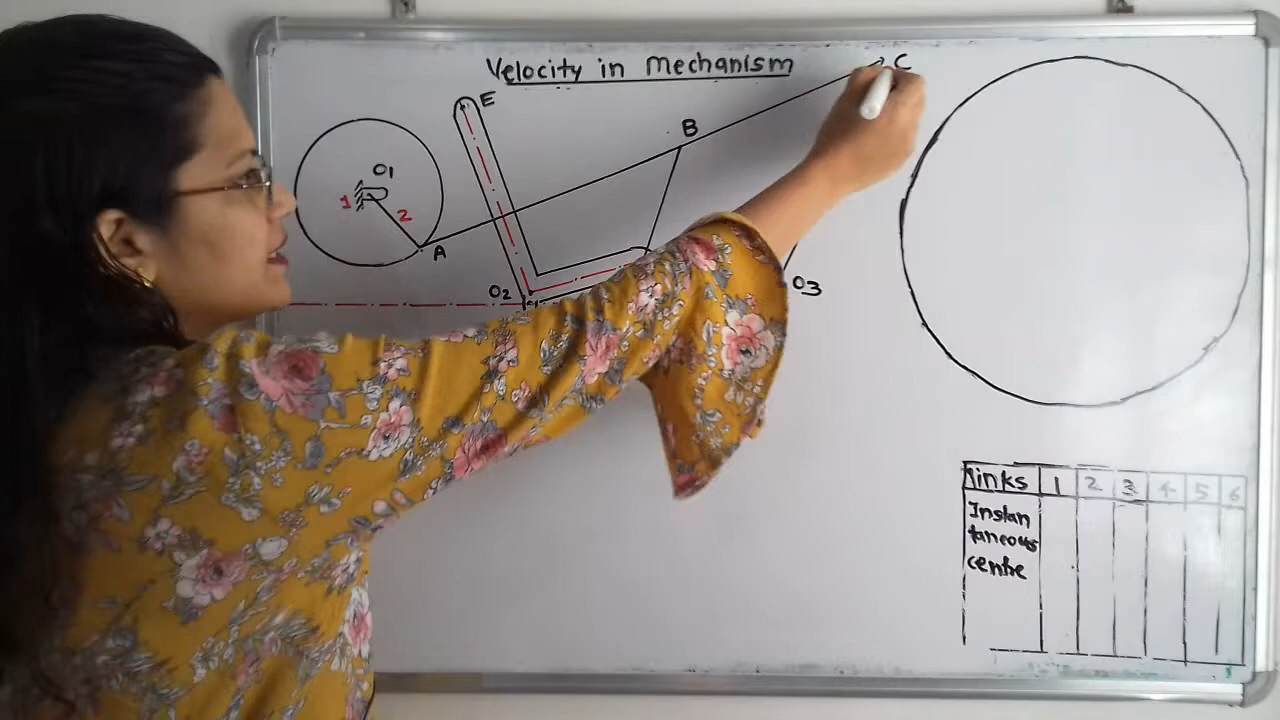 Velocity in Mechanism
E
C
B
O1
1
2
A
O2
O3
links 1 2 3 4 5 6
Instan
taneous
centre